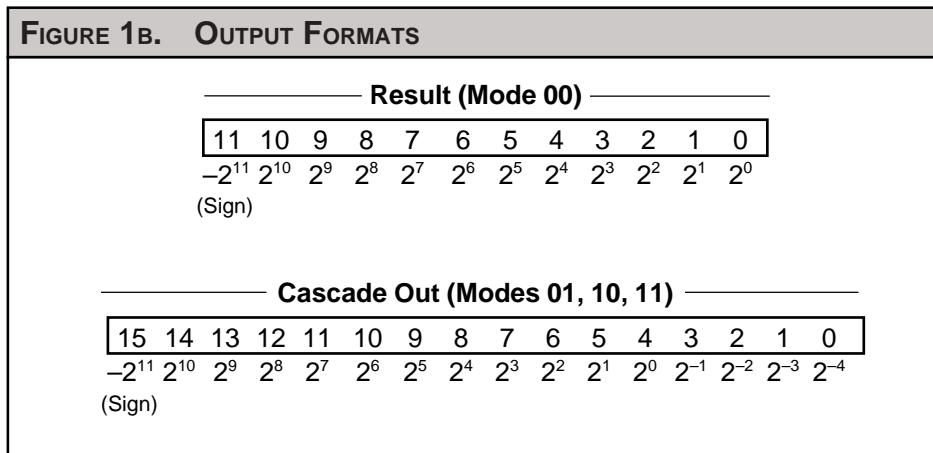 FIGURE 1B. OUTPUT FORMATS
Result (Mode 00)
11 10 9 8 7 6 5 4 3 2 1 0
–2¹¹ 2¹⁰ 2⁹ 2⁸ 2⁷ 2⁶ 2⁵ 2⁴ 2³ 2² 2¹ 2⁰
(Sign)
Cascade Out (Modes 01, 10, 11)
15 14 13 12 11 10 9 8 7 6 5 4 3 2 1 0
–2¹¹ 2¹⁰ 2⁹ 2⁸ 2⁷ 2⁶ 2⁵ 2⁴ 2³ 2² 2¹ 2⁰ 2⁻¹ 2⁻² 2⁻³ 2⁻⁴
(Sign)